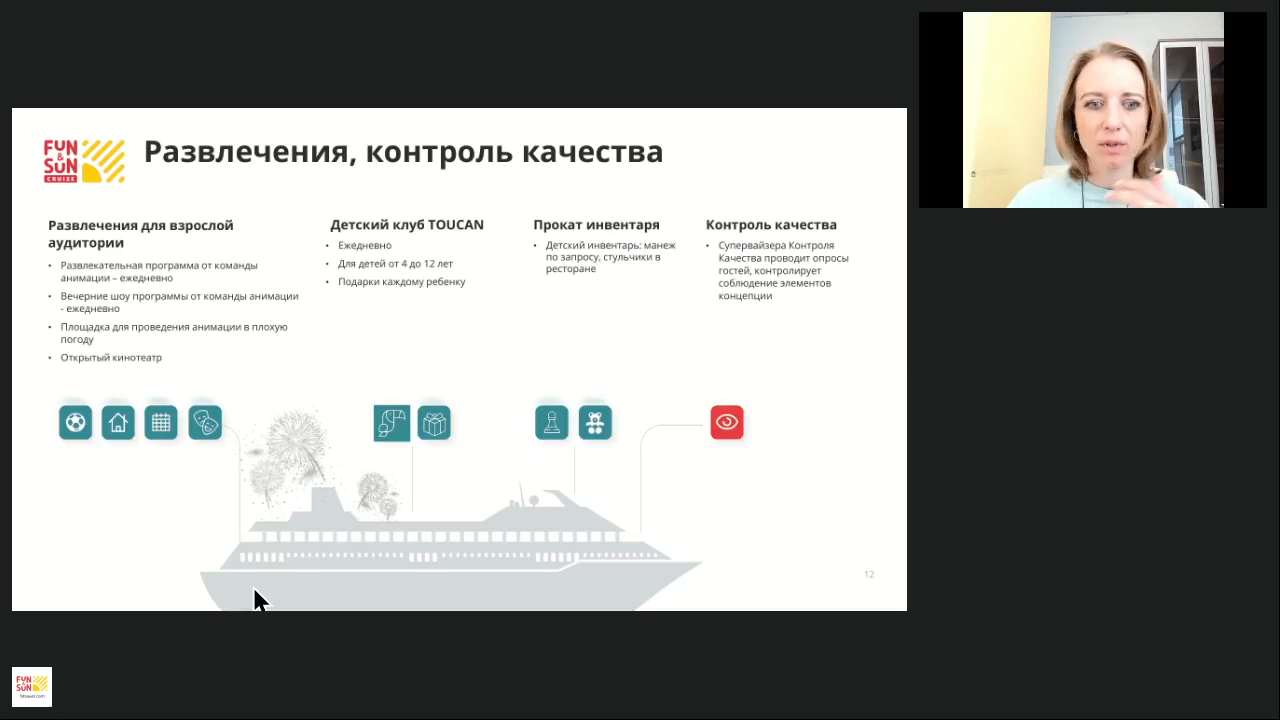 FUN
&
SUN
CRUISE
Развлечения, контроль качества
Развлечения для взрослой
аудитории
• Развлекательная программа от команды
анимации – ежедневно
• Вечерние шоу программы от команды анимации
- ежедневно
• Площадка для проведения анимации в плохую
погоду
• Открытый кинотеатр
Детский клуб TOUCAN
• Ежедневно
• Для детей от 4 до 12 лет
• Подарки каждому ребенку
Прокат инвентаря
• Детский инвентарь: манеж
по запросу, стульчики в
ресторане
Контроль качества
• Супервайзера Контроля
Качества проводит опросы
гостей, контролирует
соблюдение элементов
концепции
12
FUN
&
SUN